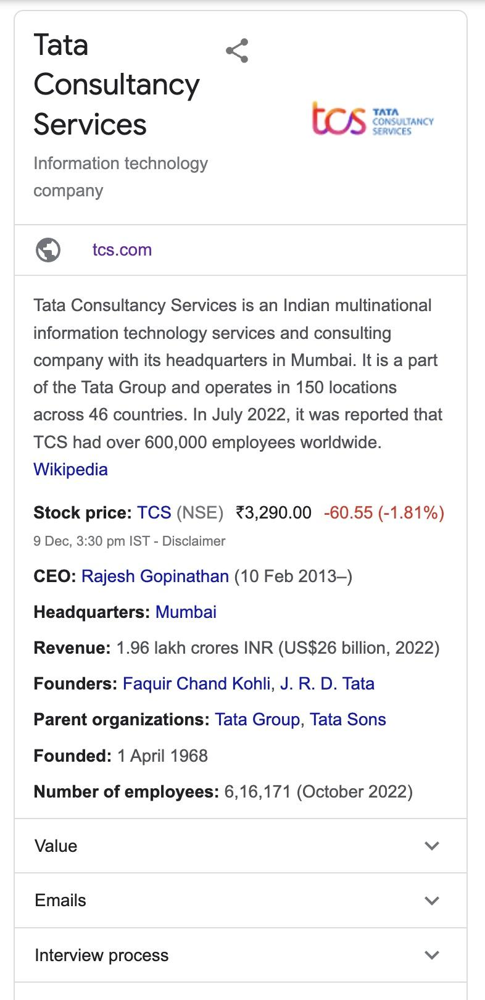 Tata
Consultancy
Services
tcs TATA
CONSULTANCY
SERVICES
Information technology
company
tcs.com
Tata Consultancy Services is an Indian multinational
information technology services and consulting
company with its headquarters in Mumbai. It is a part
of the Tata Group and operates in 150 locations
across 46 countries. In July 2022, it was reported that
TCS had over 600,000 employees worldwide.
Wikipedia
Stock price: TCS (NSE) ₹3,290.00 -60.55 (-1.81%)
9 Dec, 3:30 pm IST - Disclaimer
CEO: Rajesh Gopinathan (10 Feb 2013–)
Headquarters: Mumbai
Revenue: 1.96 lakh crores INR (US$26 billion, 2022)
Founders: Faquir Chand Kohli, J. R. D. Tata
Parent organizations: Tata Group, Tata Sons
Founded: 1 April 1968
Number of employees: 6,16,171 (October 2022)
Value
Emails
Interview process